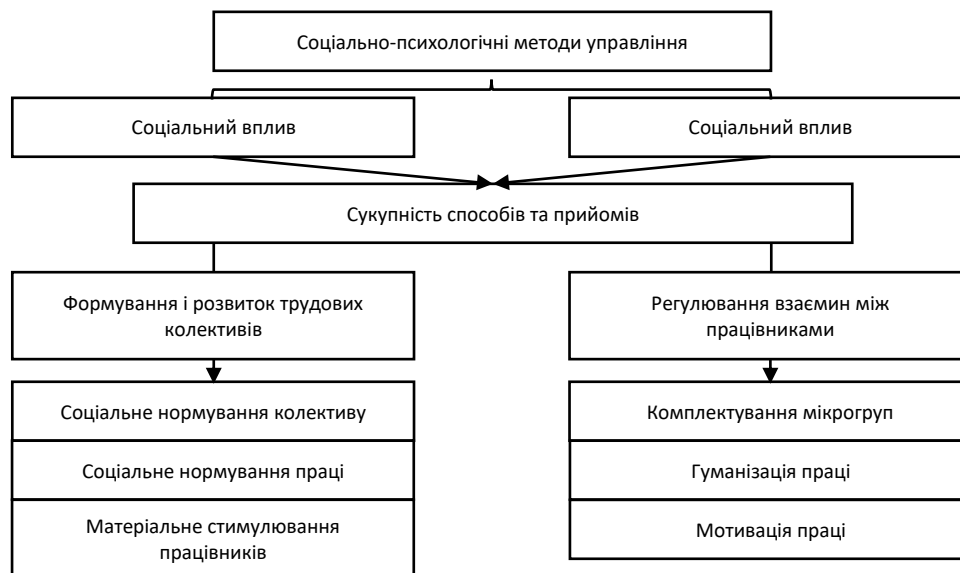 Соціально-психологічні методи управління
Соціальний вплив
Соціальний вплив
Сукупність способів та прийомів
Формування і розвиток трудових
колективів
Регулювання взаємин між
працівниками
Соціальне нормування колективу
Соціальне нормування праці
Матеріальне стимулювання
працівників
Комплектування мікрогруп
Гуманізація праці
Мотивація праці